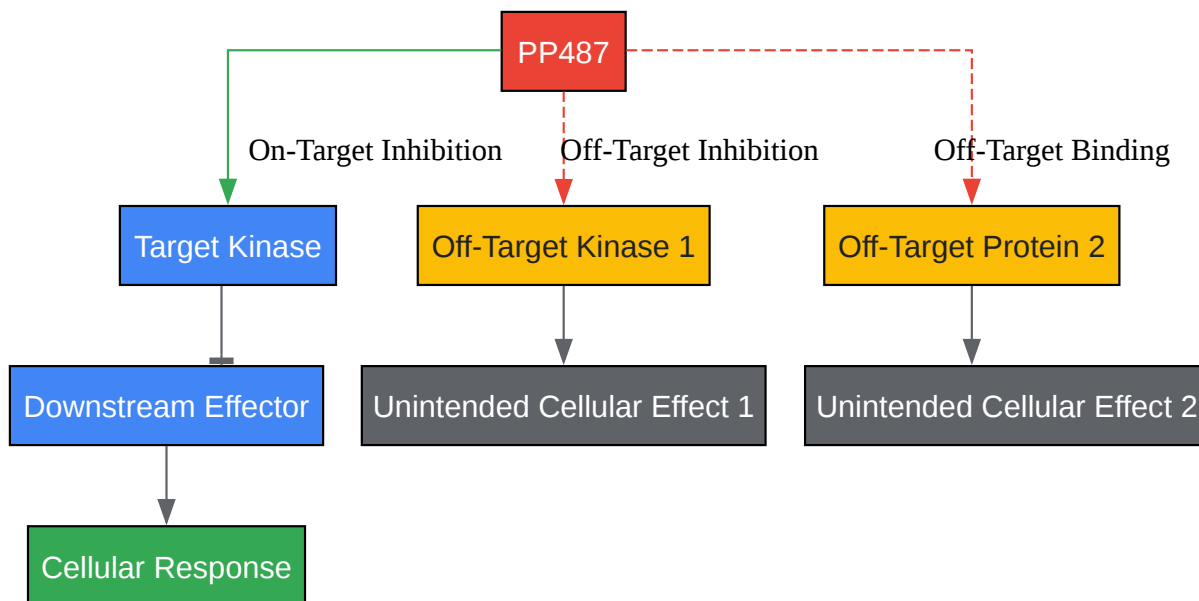 PP487
On-Target Inhibition
Off-Target Inhibition
Off-Target Binding
Target Kinase
Off-Target Kinase 1
Off-Target Protein 2
Downstream Effector
Unintended Cellular Effect 1
Unintended Cellular Effect 2
Cellular Response